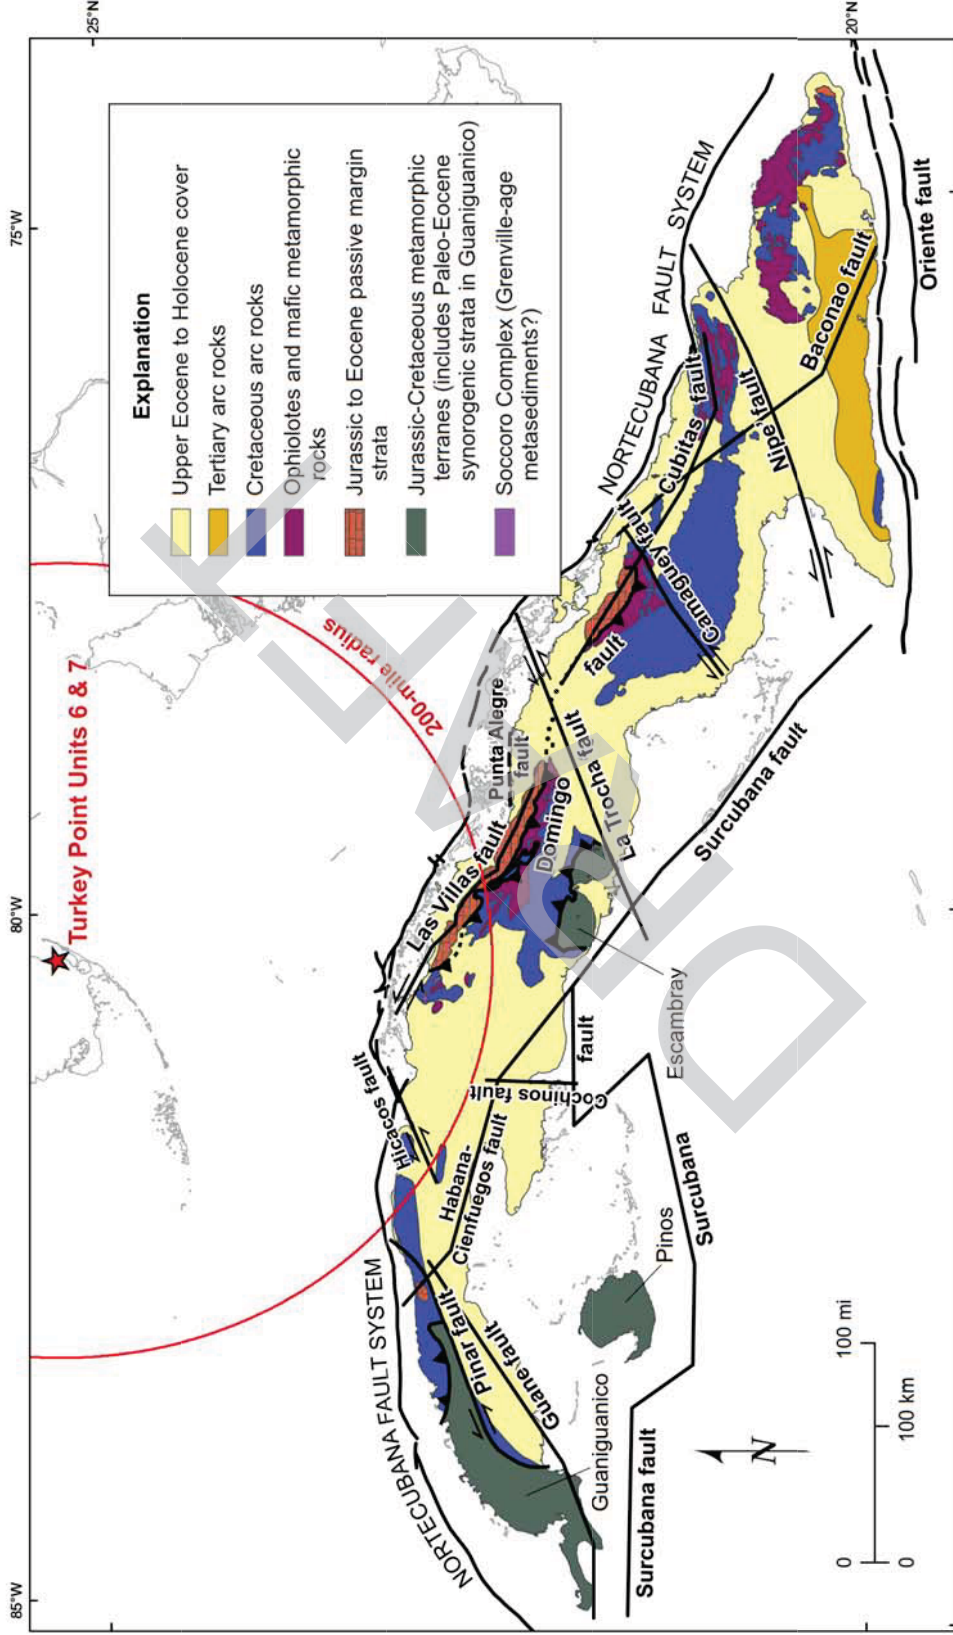 25°N
20°N
75°W
80°W
85°W
Explanation
Upper Eocene to Holocene cover
Tertiary arc rocks
Cretaceous arc rocks
Ophiolotes and mafic metamorphic
rocks
Jurassic to Eocene passive margin
strata
Jurassic-Cretaceous metamorphic
terranes (includes Paleo-Eocene
synorogenic strata in Guaniguanico)
Soccoro Complex (Grenville-age
metasediments?)
Turkey Point Units 6 & 7
200-mile radius
NORTECUBANA FAULT SYSTEM
NORTECUBANA FAULT SYSTEM
Hicacos fault
Las Villas fault
Punta Alegre
fault
Domingo
fault
La Trocha fault
Camaguey fault
Cubitas fault
Nipe fault
Baconao fault
Oriente fault
Surcubana fault
Escambray
fault
Cochinos fault
Habana-
Cienfuegos fault
Pinar fault
Guane fault
Guaniguanico
Pinos
Surcubana
Surcubana fault
N
0 100 mi
0 100 km
DRAFT